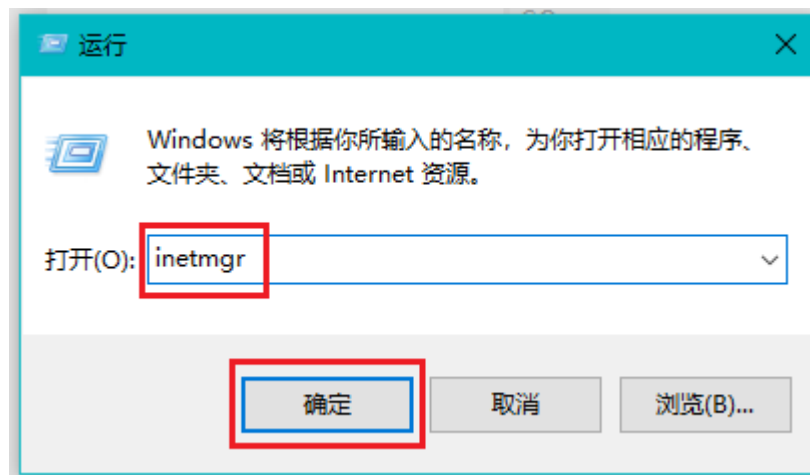 运行
Windows 将根据你所输入的名称，为你打开相应的程序、
文件夹、文档或 Internet 资源。
打开(O): inetmgr
确定 取消 浏览(B)...